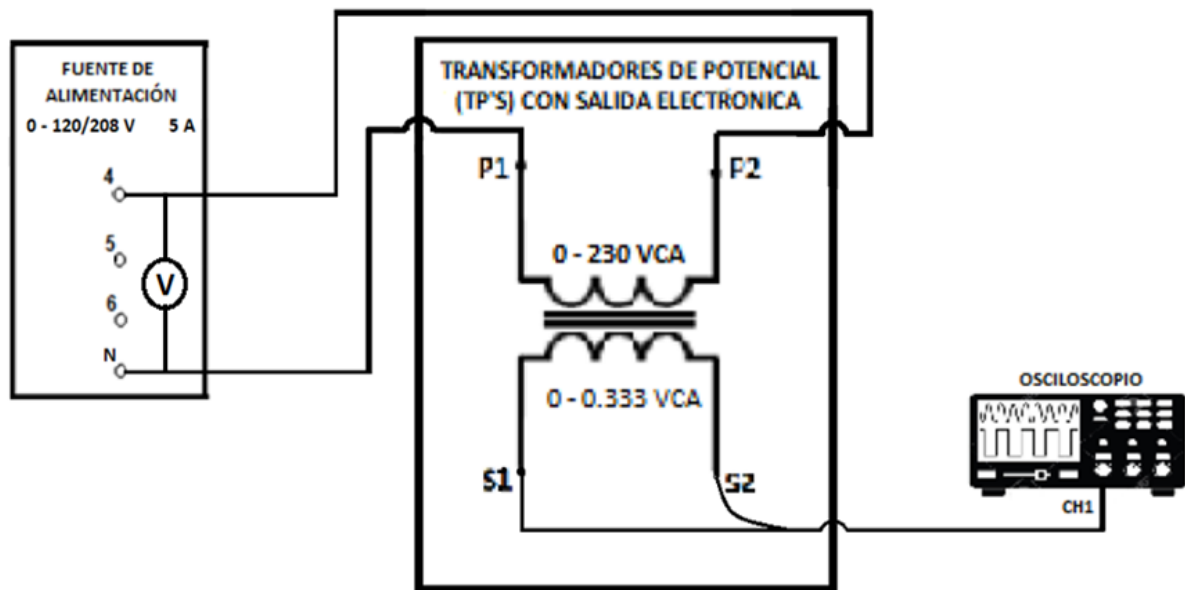 FUENTE DE
ALIMENTACIÓN
0 - 120/208 V 5 A
4
5
V
6
N
TRANSFORMADORES DE POTENCIAL
(TP'S) CON SALIDA ELECTRONICA
P1
P2
0 - 230 VCA
0 - 0.333 VCA
S1
S2
OSCILOSCOPIO
CH1